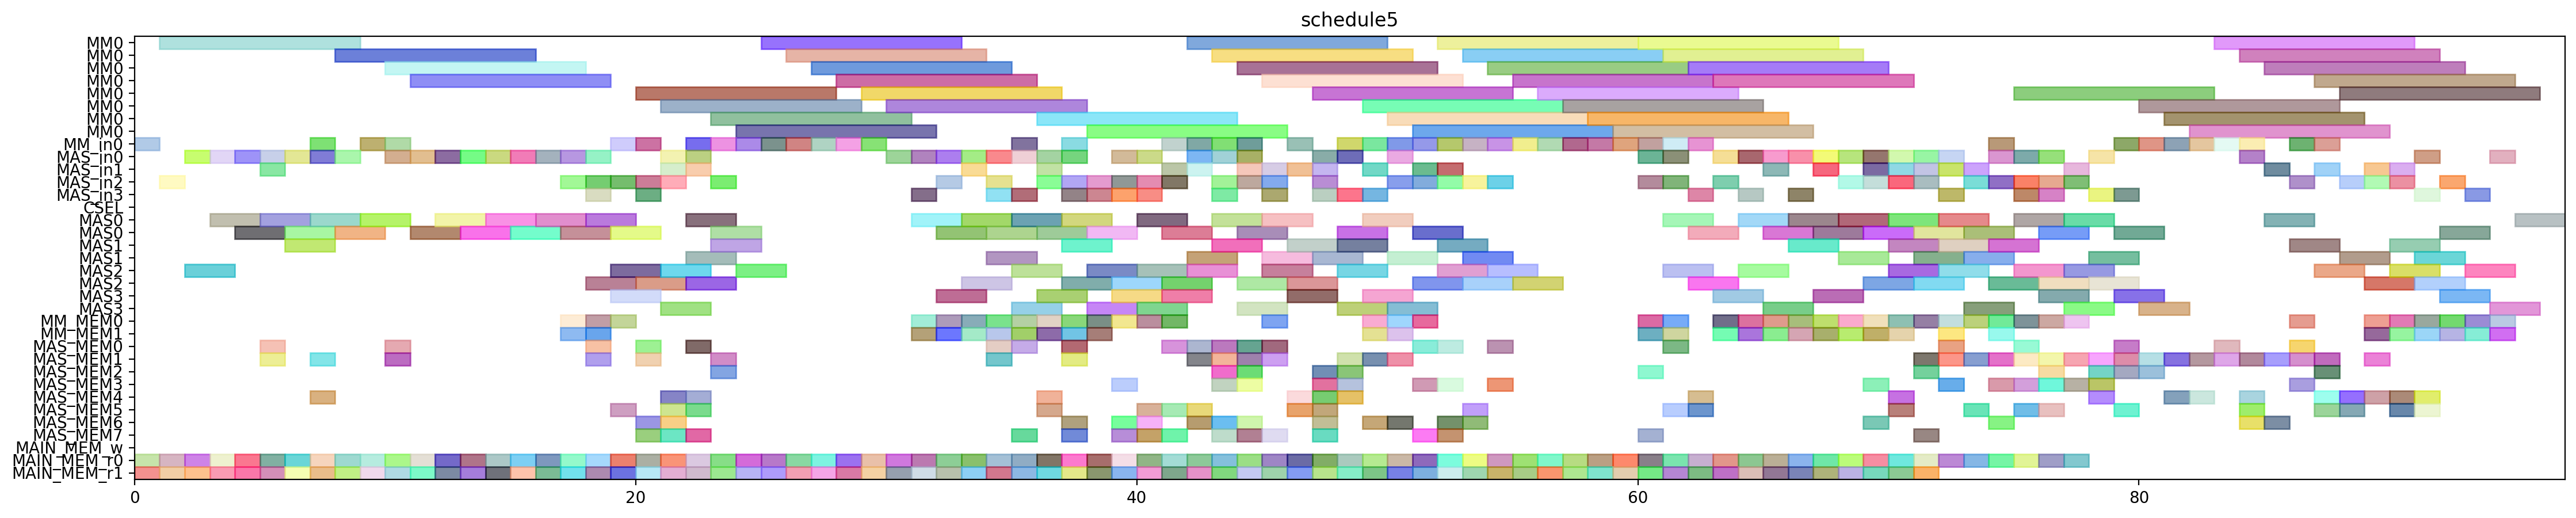 schedule5
MM0
MM0
MM0
MM0
MM0
MM0
MM0
MM0
MM_in0
MAS_in0
MAS_in1
MAS_in2
MAS_in3
CSEL
MAS0
MAS0
MAS1
MAS1
MAS2
MAS2
MAS3
MAS3
MM_MEM0
MM_MEM1
MAS_MEM0
MAS_MEM1
MAS_MEM2
MAS_MEM3
MAS_MEM4
MAS_MEM5
MAS_MEM6
MAS_MEM7
MAIN_MEM_w
MAIN_MEM_r0
MAIN_MEM_r1
0 20 40 60 80